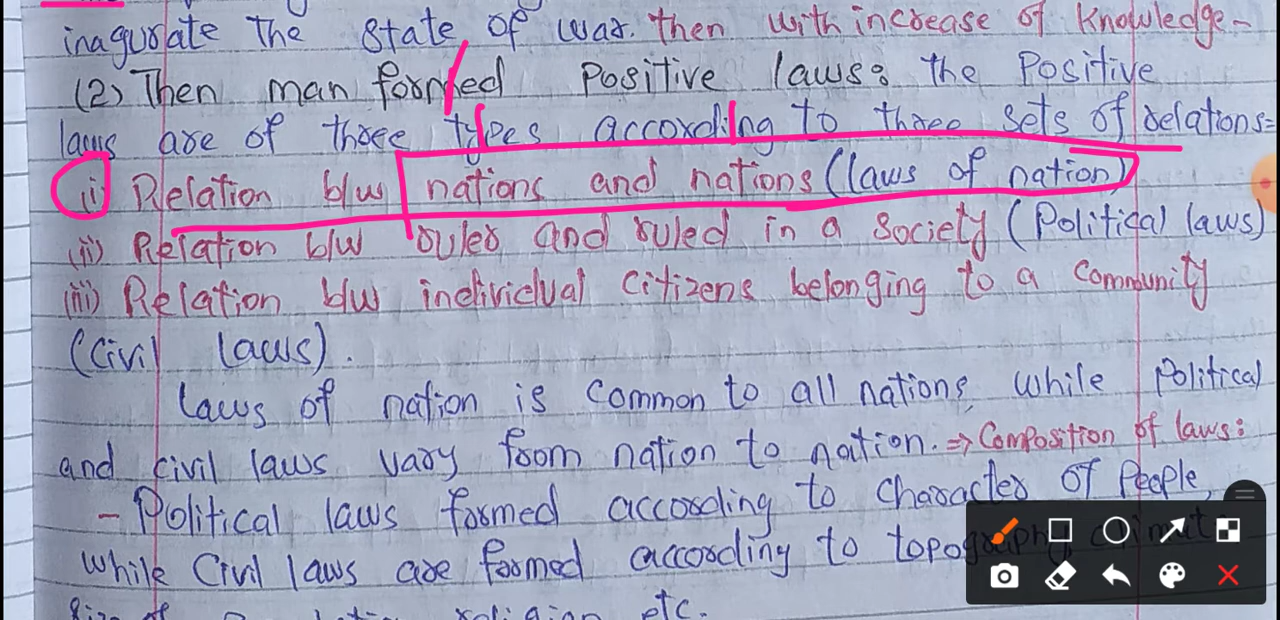 inagurate the state of war. then with increase of knowledge-
(2) Then man formed Positive laws: the Positive
laws are of three types according to three sets of relations=
(i) Relation b/w nations and nations (laws of nation)
(ii) Relation b/w ruler and ruled in a society (Political laws)
(iii) Relation b/w individual citizens belonging to a community
(Civil laws).
laws of nation is common to all nations, while Political
and civil laws vary from nation to nation. ⇒ Composition of laws:
- Political laws formed according to character of People,
while Civil laws are formed according to topography
religion etc.